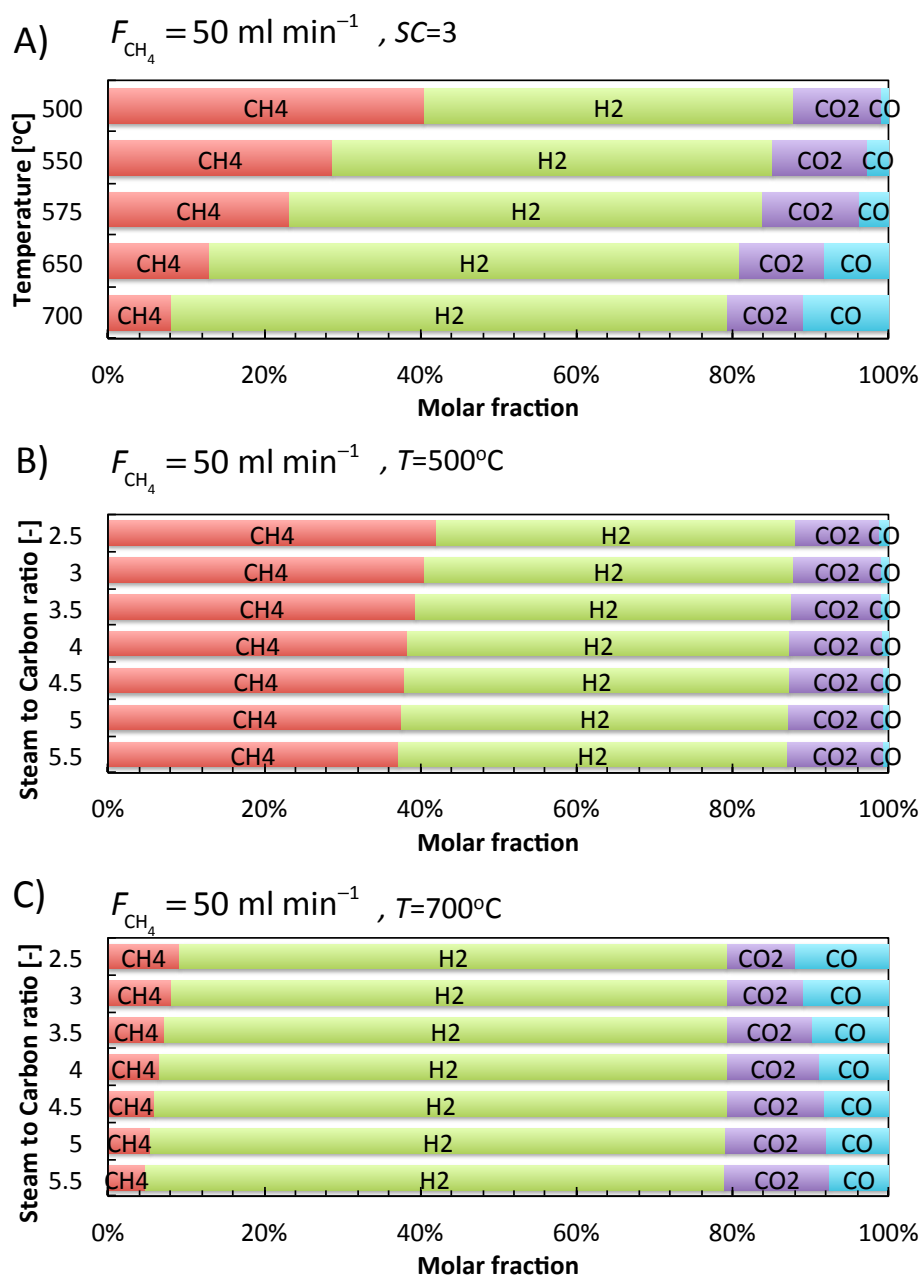 A) F_CH₄ = 50 ml min⁻¹ , SC=3
Temperature [ºC]
500 CH4 H2 CO2 CO
550 CH4 H2 CO2 CO
575 CH4 H2 CO2 CO
650 CH4 H2 CO2 CO
700 CH4 H2 CO2 CO
0% 20% 40% 60% 80% 100%
Molar fraction
B) F_CH₄ = 50 ml min⁻¹ , T=500ºC
Steam to Carbon ratio [-]
2.5 CH4 H2 CO2 CO
3 CH4 H2 CO2 CO
3.5 CH4 H2 CO2 CO
4 CH4 H2 CO2 CO
4.5 CH4 H2 CO2 CO
5 CH4 H2 CO2 CO
5.5 CH4 H2 CO2 CO
0% 20% 40% 60% 80% 100%
Molar fraction
C) F_CH₄ = 50 ml min⁻¹ , T=700ºC
Steam to Carbon ratio [-]
2.5 CH4 H2 CO2 CO
3 CH4 H2 CO2 CO
3.5 CH4 H2 CO2 CO
4 CH4 H2 CO2 CO
4.5 CH4 H2 CO2 CO
5 CH4 H2 CO2 CO
5.5 CH4 H2 CO2 CO
0% 20% 40% 60% 80% 100%
Molar fraction